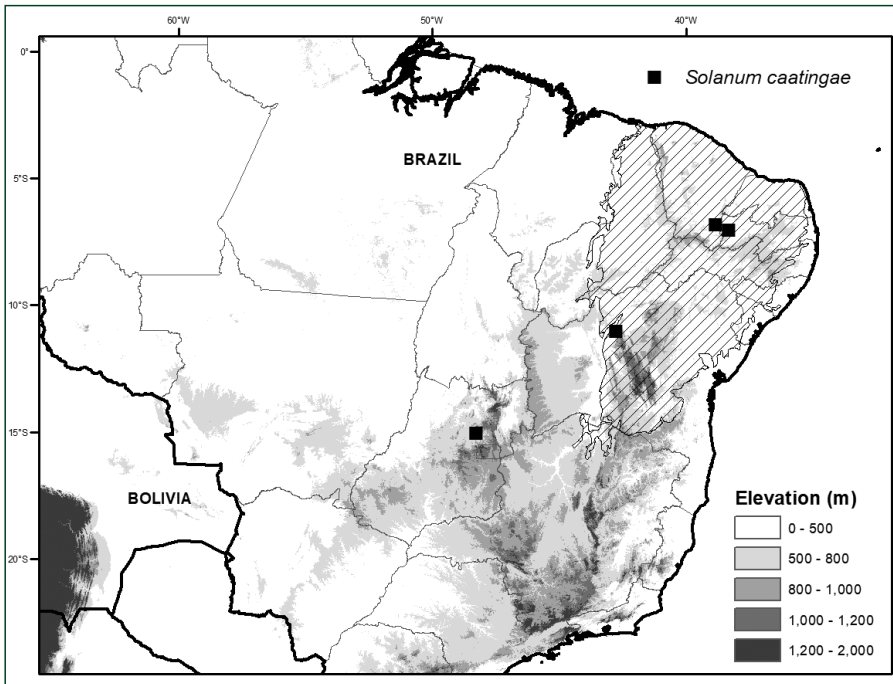 60°W 50°W 40°W
0°
Solanum caatingae
BRAZIL
5°S
10°S
15°S
BOLIVIA
Elevation (m)
0 - 500
500 - 800
20°S
800 - 1,000
1,000 - 1,200
1,200 - 2,000